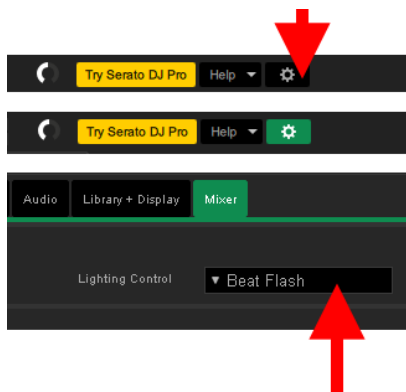 Try Serato DJ Pro Help
Try Serato DJ Pro Help
Audio Library + Display Mixer
Lighting Control Beat Flash